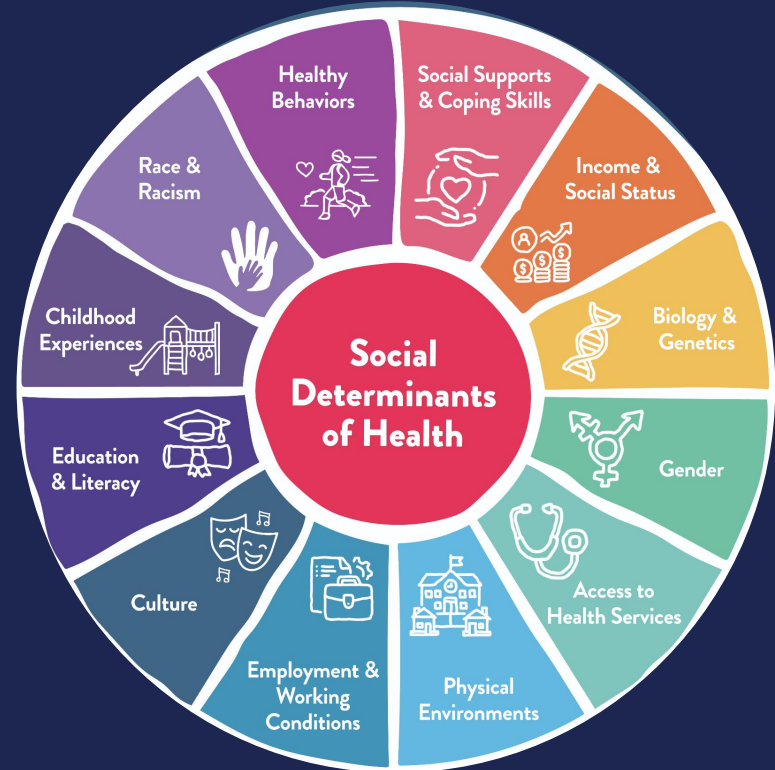 Healthy
Behaviors
Social Supports
& Coping Skills
Income &
Social Status
Biology &
Genetics
Gender
Access to
Health Services
Physical
Environments
Employment &
Working
Conditions
Culture
Education
& Literacy
Childhood
Experiences
Race &
Racism
Social
Determinants
of Health